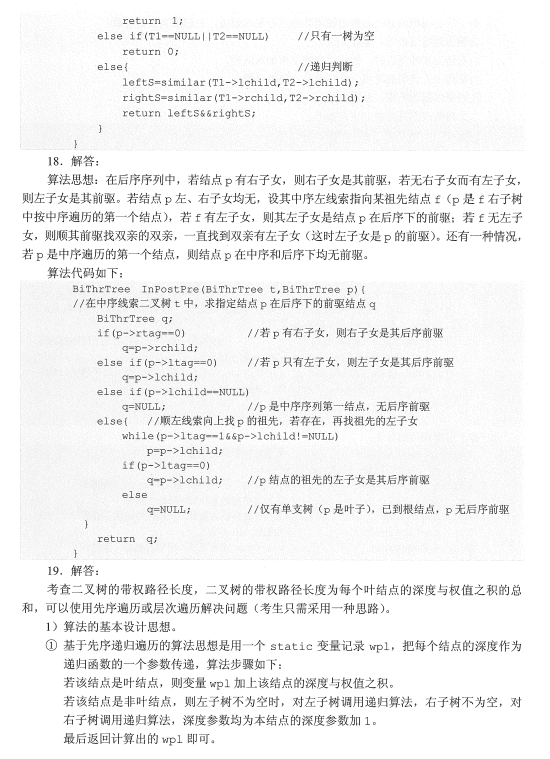 return 1;
else if(T1==NULL||T2==NULL) //只有一树为空
return 0;
else{ //递归判断
leftS=similar(T1->lchild,T2->lchild);
rightS=similar(T1->rchild,T2->rchild);
return leftS&&rightS;
}
}
18．解答：
算法思想：在后序序列中，若结点 p 有右子女，则右子女是其前驱，若无右子女而有左子女，
则左子女是其前驱。若结点 p 左、右子女均无，设其中序左线索指向某祖先结点 f（p 是 f 右子树
中按中序遍历的第一个结点），若 f 有左子女，则其左子女是结点 p 在后序下的前驱；若 f 无左子
女，则顺其前驱找双亲的双亲，一直找到双亲有左子女（这时左子女是 p 的前驱）。还有一种情况，
若 p 是中序遍历的第一个结点，则结点 p 在中序和后序下均无前驱。
算法代码如下：
BiThrTree InPostPre(BiThrTree t,BiThrTree p){
//在中序线索二叉树 t 中，求指定结点 p 在后序下的前驱结点 q
BiThrTree q;
if(p->rtag==0) //若 p 有右子女，则右子女是其后序前驱
q=p->rchild;
else if(p->ltag==0) //若 p 只有左子女，则左子女是其后序前驱
q=p->lchild;
else if(p->lchild==NULL)
q=NULL; //p 是中序序列第一结点，无后序前驱
else{ //顺左线索向上找 p 的祖先，若存在，再找祖先的左子女
while(p->ltag==1&&p->lchild!=NULL)
p=p->lchild;
if(p->ltag==0)
q=p->lchild; //p 结点的祖先的左子女是其后序前驱
else
q=NULL; //仅有单支树（p 是叶子），已到根结点，p 无后序前驱
}
return q;
}
19．解答：
考查二叉树的带权路径长度，二叉树的带权路径长度为每个叶结点的深度与权值之积的总
和，可以使用先序遍历或层次遍历解决问题（考生只需采用一种思路）。
1）算法的基本设计思想。
① 基于先序递归遍历的算法思想是用一个 static 变量记录 wpl，把每个结点的深度作为
递归函数的一个参数传递，算法步骤如下：
若该结点是叶结点，则变量 wpl 加上该结点的深度与权值之积。
若该结点是非叶结点，则左子树不为空时，对左子树调用递归算法，右子树不为空，对
右子树调用递归算法，深度参数均为本结点的深度参数加 1。
最后返回计算出的 wpl 即可。